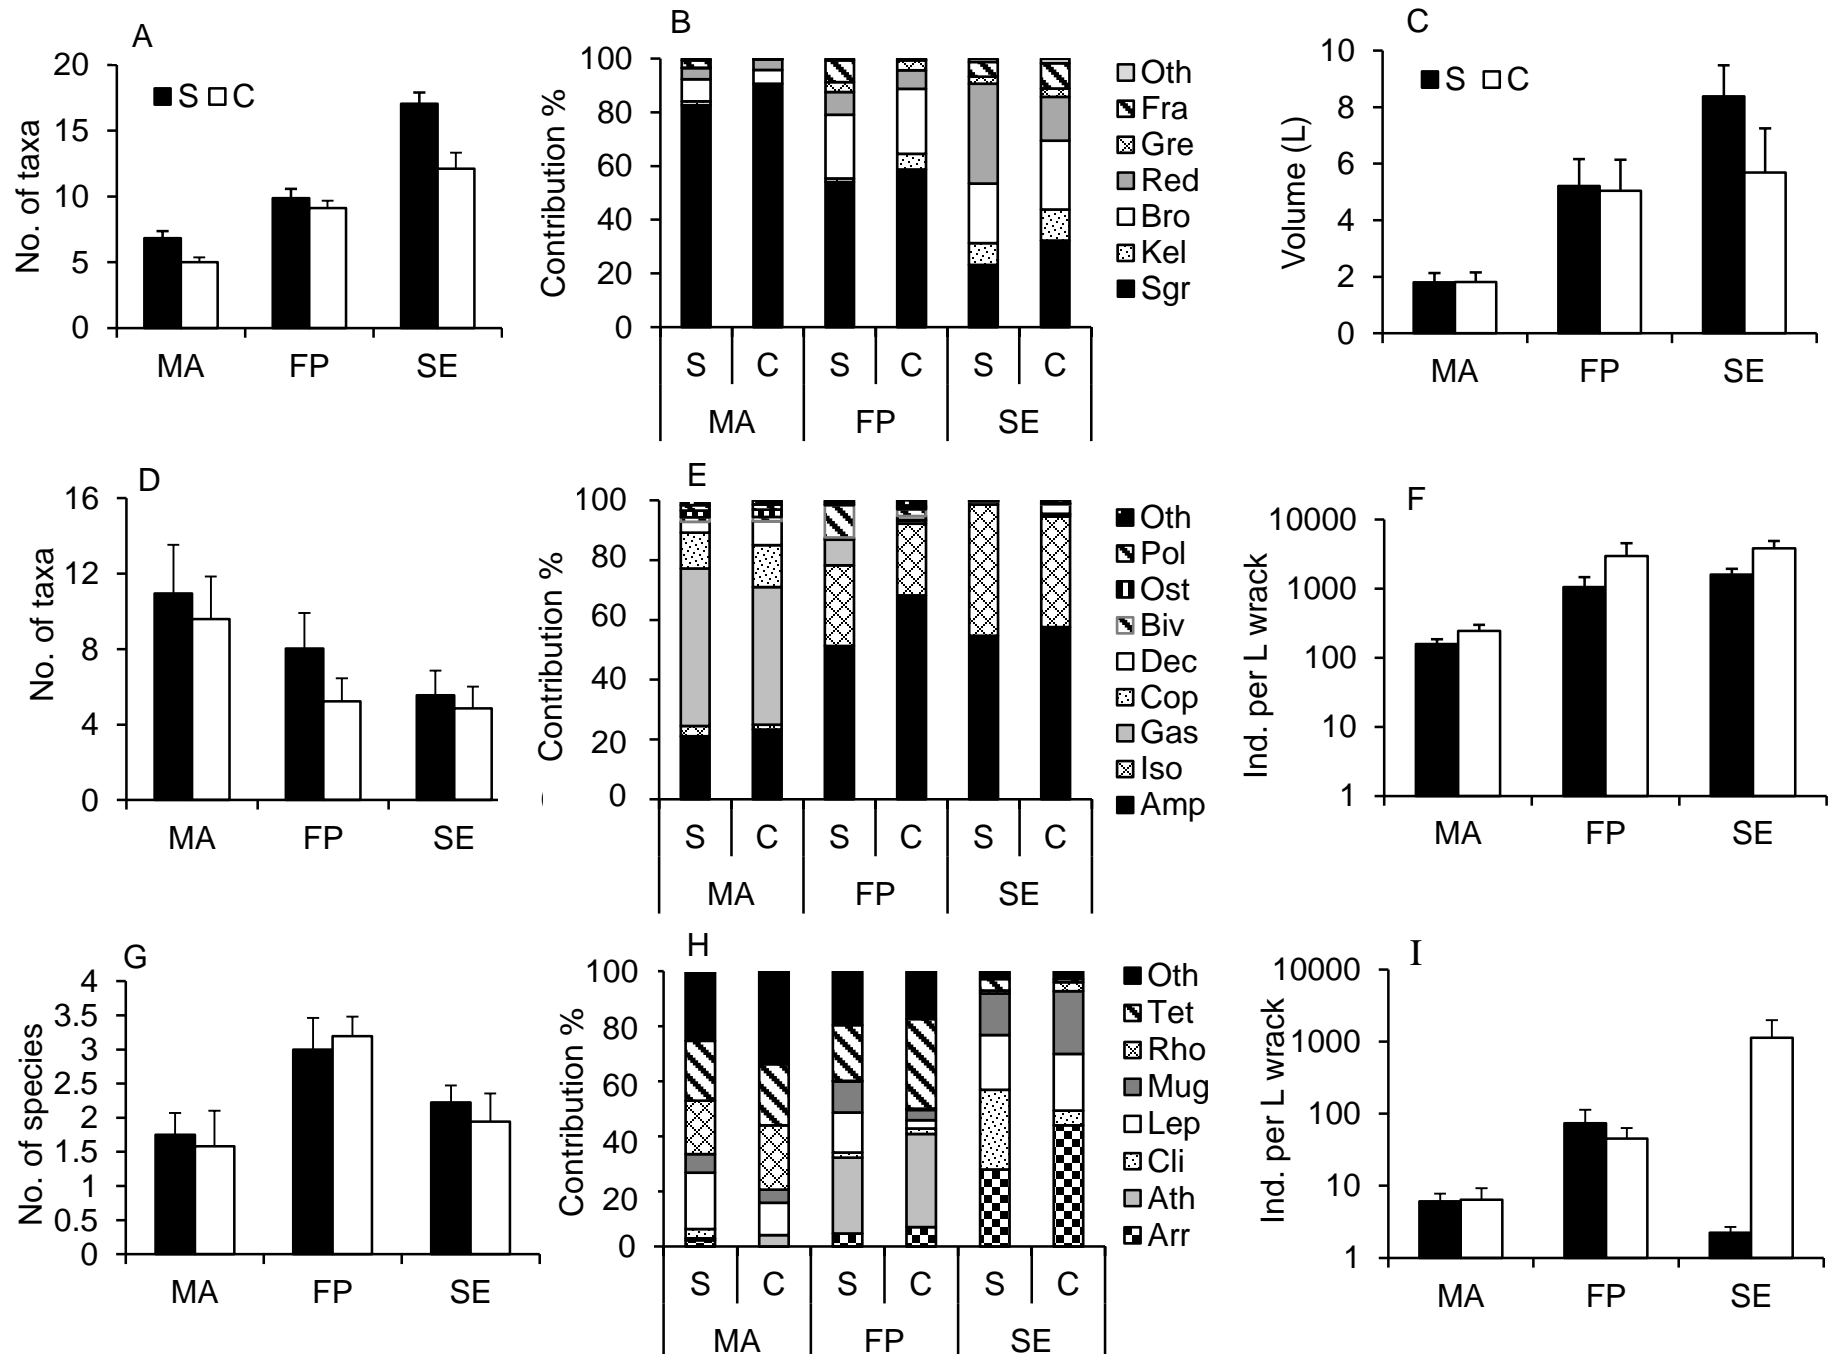 A
No. of taxa
20
15
10
5
0
S C
MA FP SE
B
Contribution %
100
80
60
40
20
0
S C S C S C
MA FP SE
Oth
Fra
Gre
Red
Bro
Kel
Sgr
C
Volume (L)
10
8
6
4
2
0
S C
MA FP SE
D
No. of taxa
16
12
8
4
0
MA FP SE
E
Contribution %
100
80
60
40
20
0
S C S C S C
MA FP SE
Oth
Pol
Ost
Biv
Dec
Cop
Gas
Iso
Amp
F
Ind. per L wrack
10000
1000
100
10
1
MA FP SE
G
No. of species
4
3.5
3
2.5
2
1.5
1
0.5
0
MA FP SE
H
Contribution %
100
80
60
40
20
0
S C S C S C
MA FP SE
Oth
Tet
Rho
Mug
Lep
Cli
Ath
Arr
I
Ind. per L wrack
10000
1000
100
10
1
MA FP SE